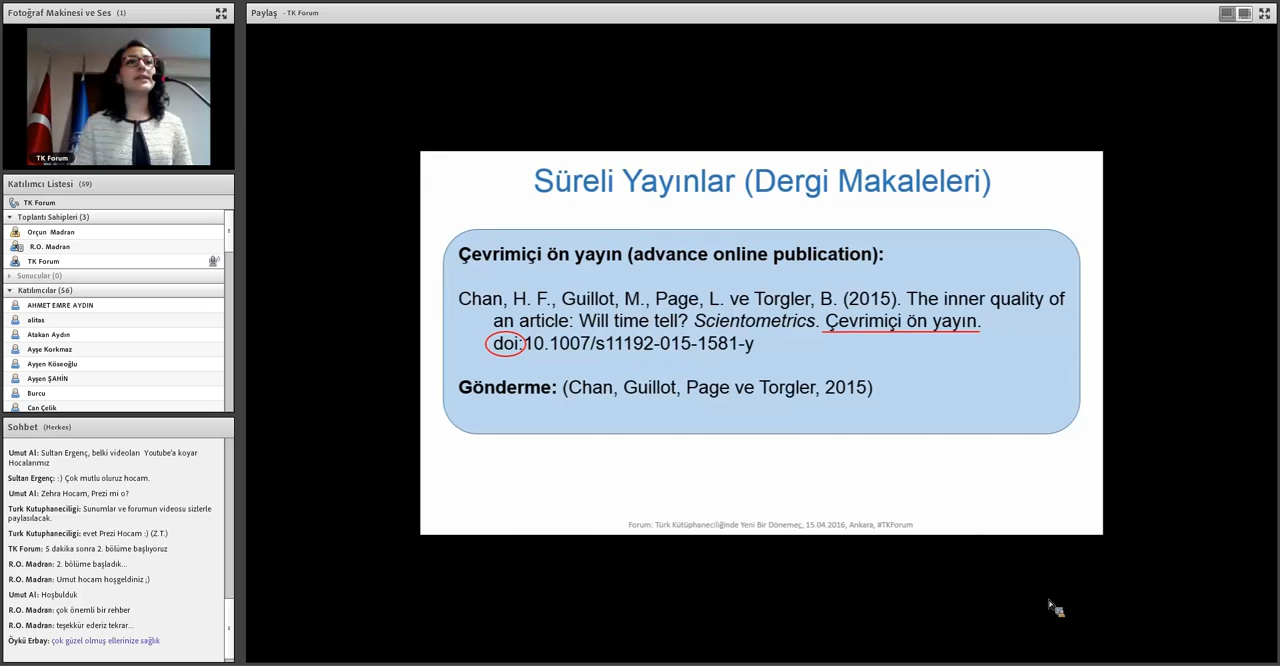 Fotoğraf Makinesi ve Ses (1)
TK Forum
Katılımcı Listesi (59)
TK Forum
Toplantı Sahipleri (3)
Orçun Madran
R.O. Madran
TK Forum
Sunucular (0)
Katılımcılar (56)
AHMET EMRE AYDIN
alitas
Atakan Aydın
Ayşe Korkmaz
Ayşen Köseoğlu
Ayşen ŞAHİN
Burcu
Can Çelik
Sohbet (Herkes)
Umut Al: Sultan Ergenç, belki videoları Youtube'a koyar
Hocalarımız
Sultan Ergenç: :) Çok mutlu oluruz hocam.
Umut Al: Zehra Hocam, Prezi mi o?
Turk Kutuphaneciligi: Sunumlar ve forumun videosu sizlerle
paylasılacak.
Turk Kutuphaneciligi: evet Prezi Hocam :) (Z.T.)
TK Forum: 5 dakika sonra 2. bölüme başlıyoruz
R.O. Madran: 2. bölüme başladık...
R.O. Madran: Umut hocam hoşgeldiniz ;)
Umut Al: Hoşbulduk
R.O. Madran: çok önemli bir rehber
R.O. Madran: teşekkür ederiz tekrar...
Öykü Erbay: çok güzel olmuş ellerinize sağlık
Paylaş - TK Forum
Süreli Yayınlar (Dergi Makaleleri)
Çevrimiçi ön yayın (advance online publication):
Chan, H. F., Guillot, M., Page, L. ve Torgler, B. (2015). The inner quality of
an article: Will time tell? Scientometrics. Çevrimiçi ön yayın.
doi:10.1007/s11192-015-1581-y
Gönderme: (Chan, Guillot, Page ve Torgler, 2015)
Forum: Türk Kütüphaneciliğinde Yeni Bir Dönemeç, 15.04.2016, Ankara, #TKForum